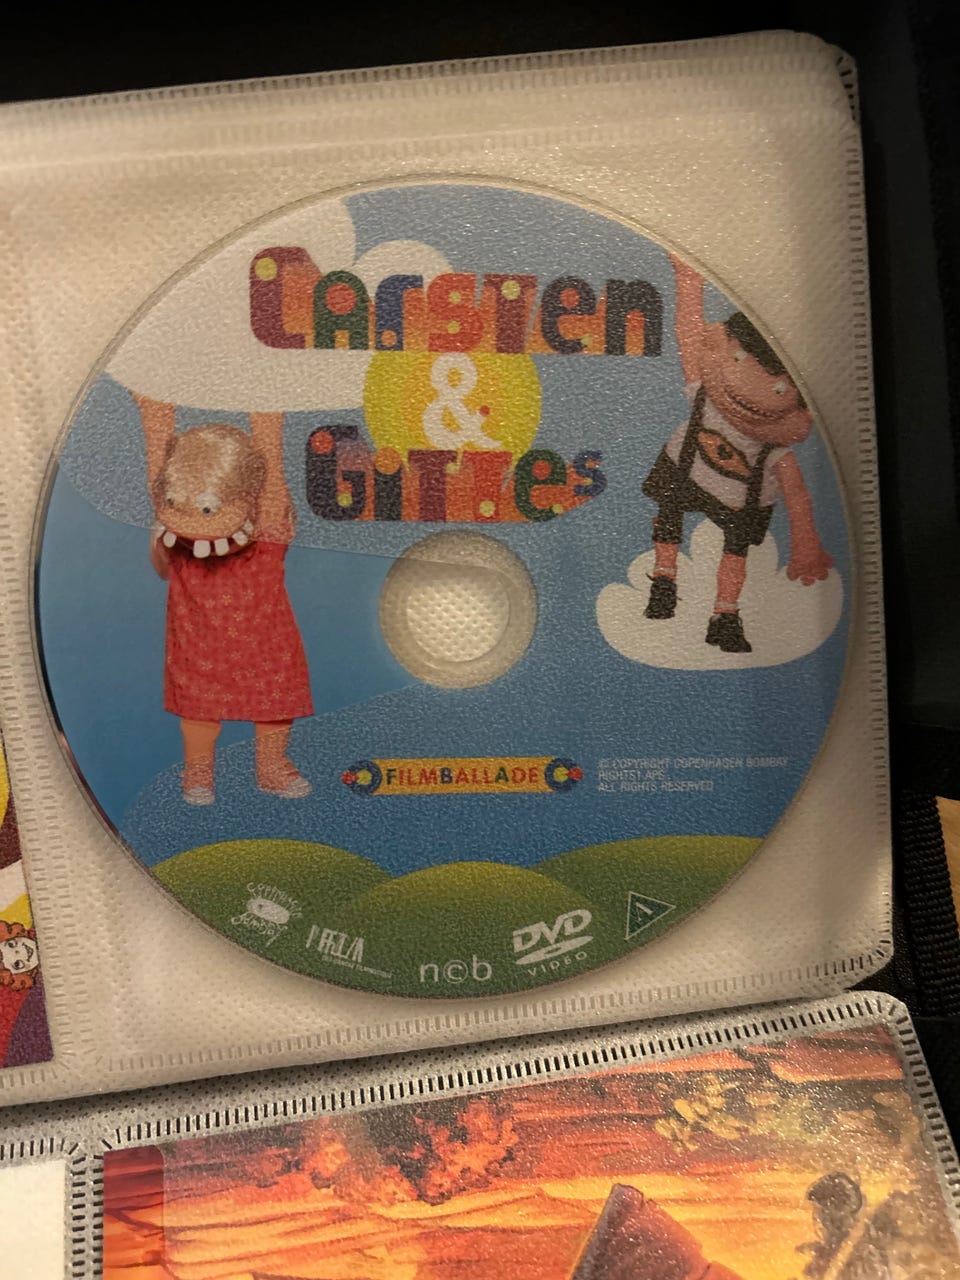 Carsten
&
Gittes
FILMBALLADE
© COPYRIGHT COPENHAGEN BOMBAY
RIGHTS1 APS
ALL RIGHTS RESERVED
ncb
DVD
VIDEO
A